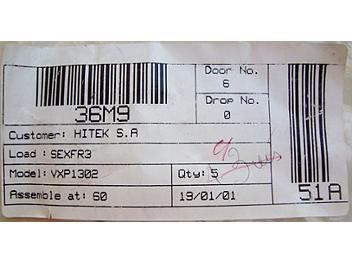 36M9
Door No.
6
Drop No.
0
Customer: HITEK S.A
Load : SEXFR3
Model: VXP1302
Qty: 5
Assemble at: 60
19/01/01
51A